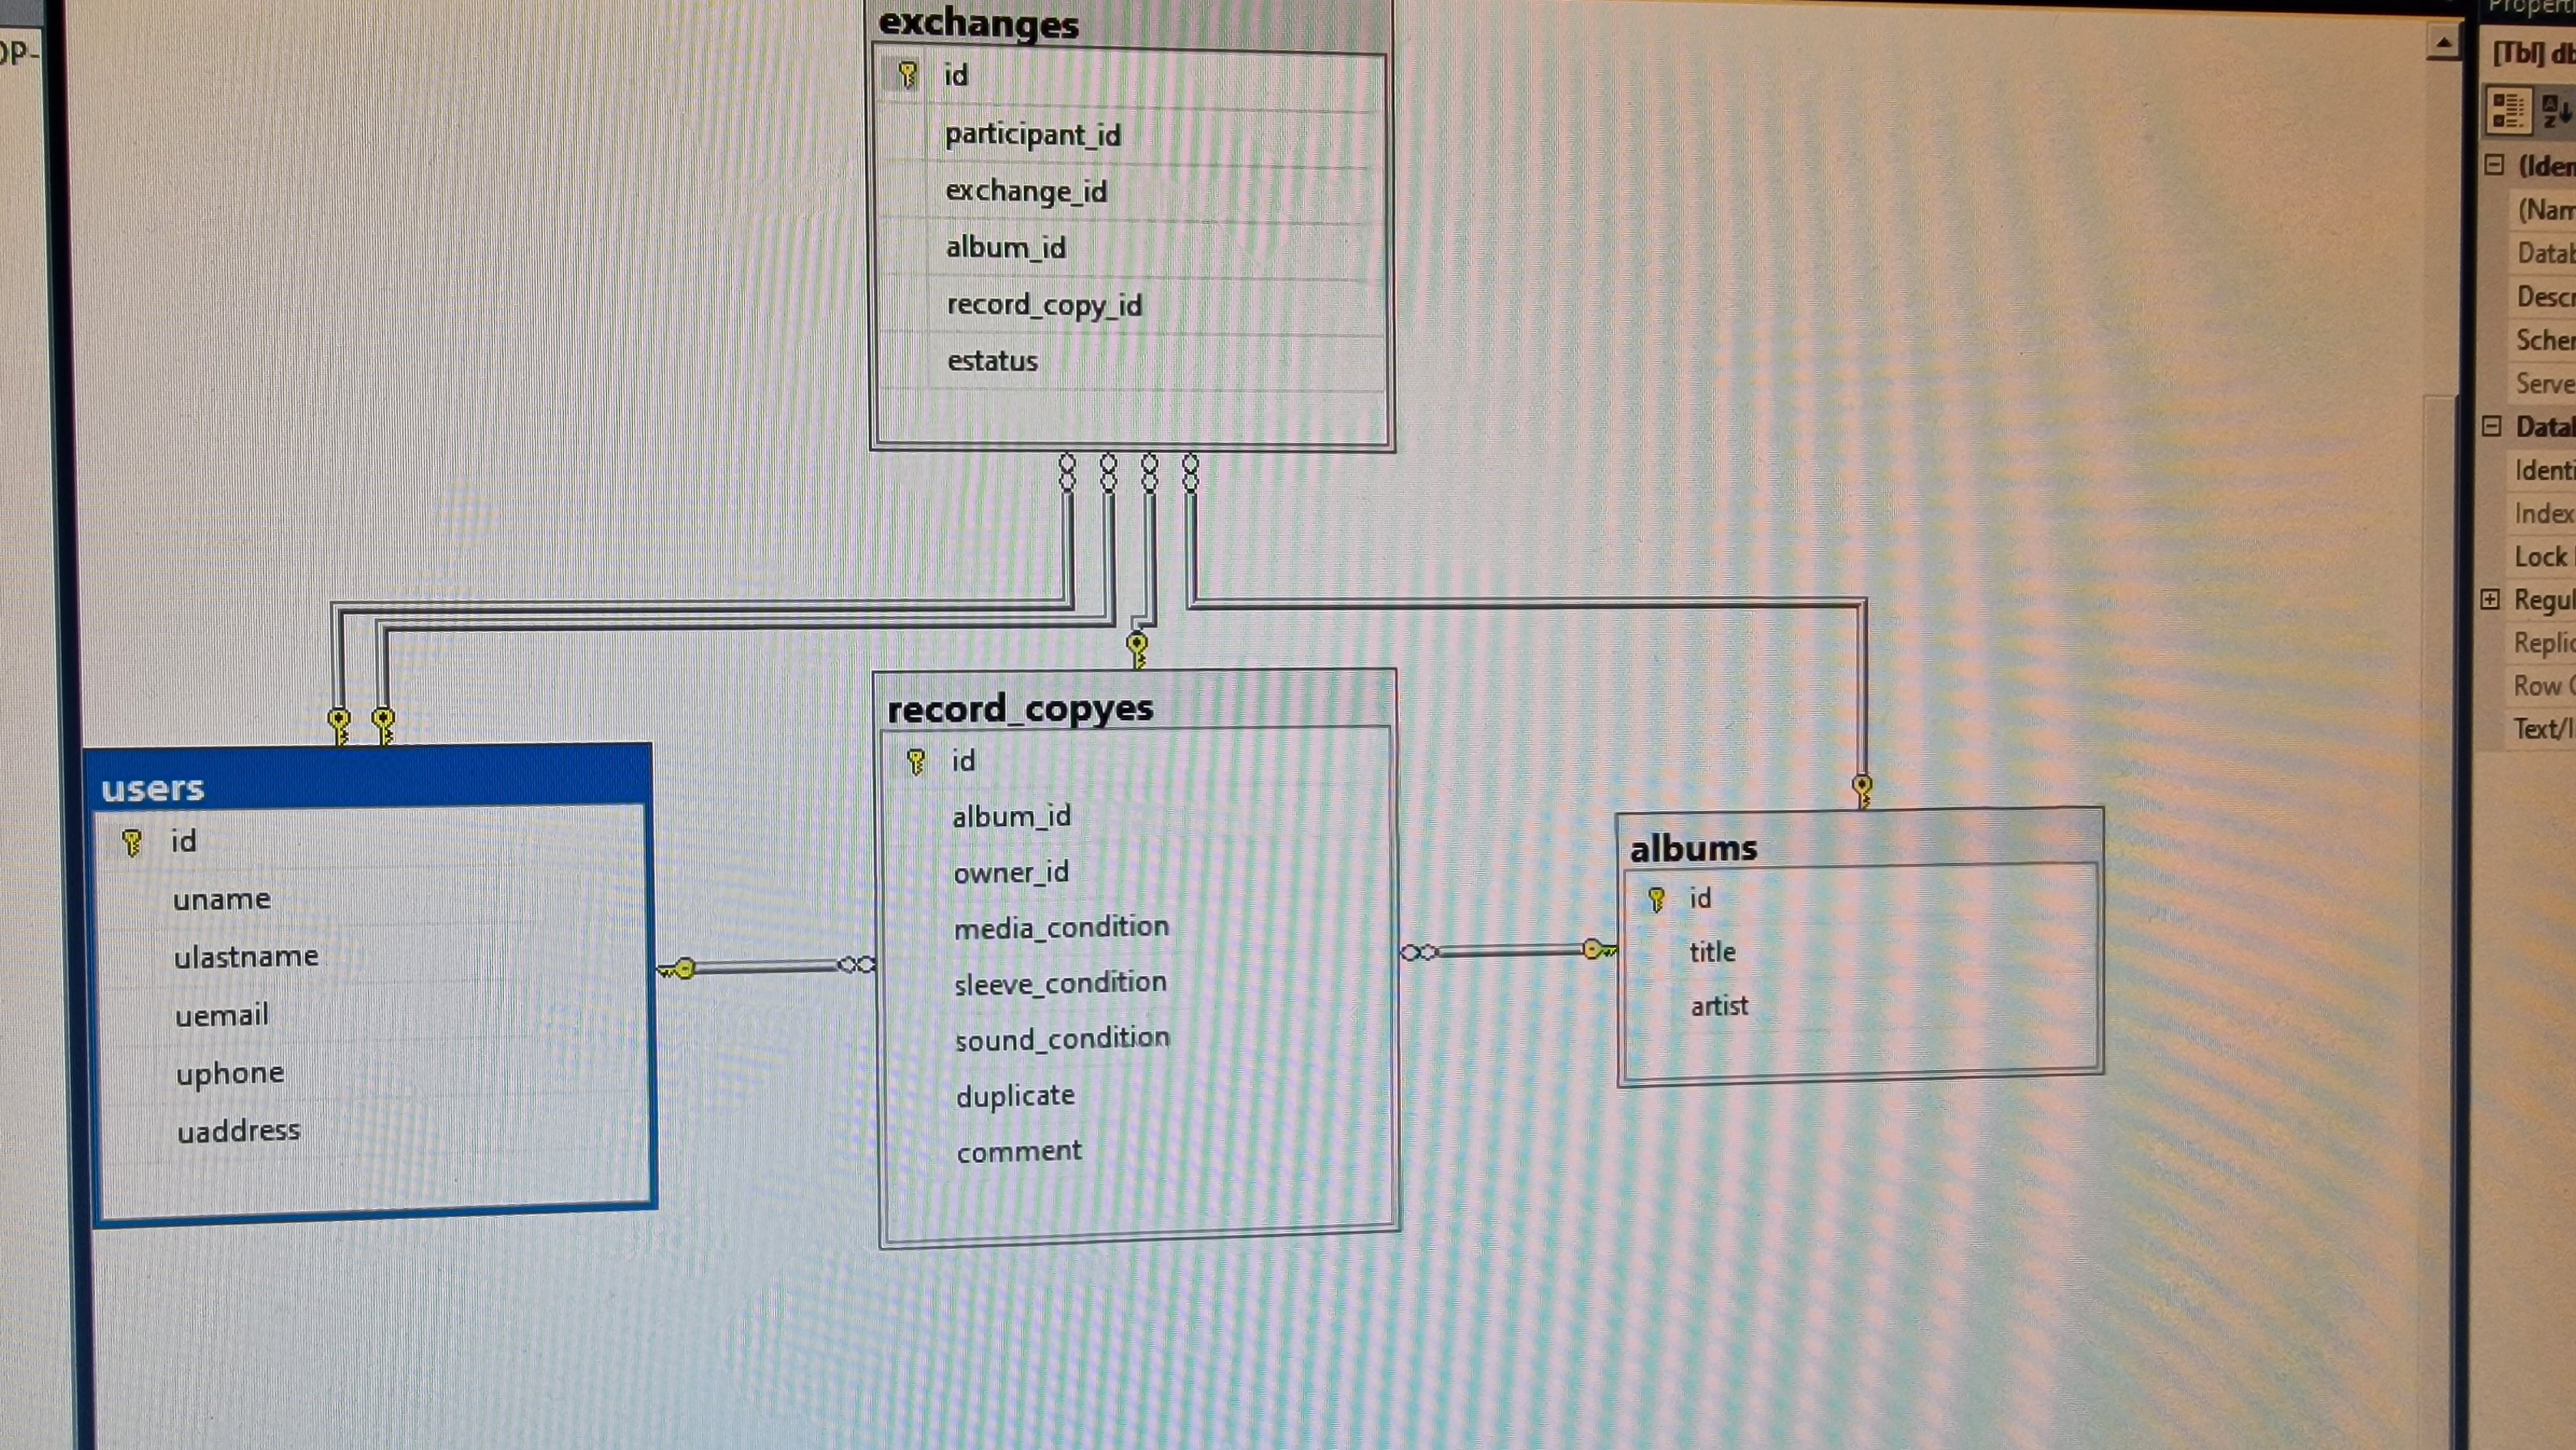 exchanges
id
participant_id
exchange_id
album_id
record_copy_id
estatus
users
id
uname
ulastname
uemail
uphone
uaddress
record_copyes
id
album_id
owner_id
media_condition
sleeve_condition
sound_condition
duplicate
comment
albums
id
title
artist
OP-
Properti
[Tbl] db
(Iden
(Nam
Datab
Descr
Schem
Serve
Datab
Identi
Index
Lock
Regul
Replic
Row
Text/I